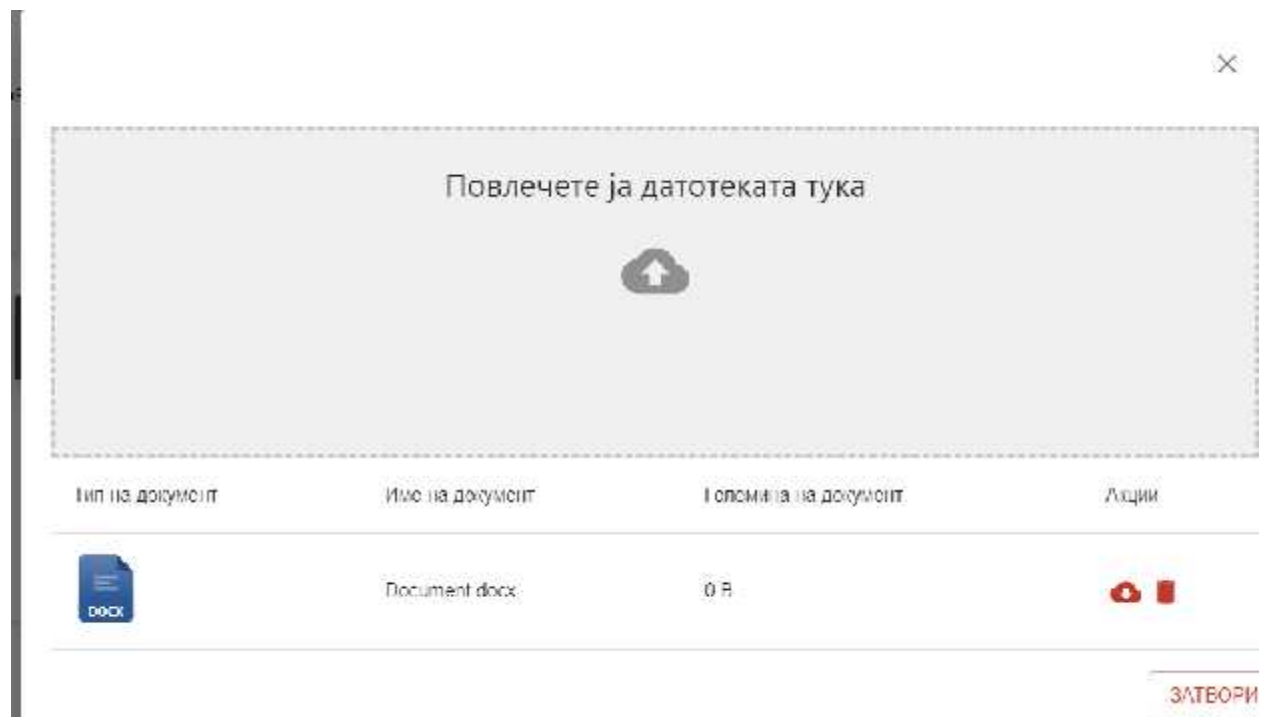 Повлечете ја датотеката тука
Тип на документ Име на документ Големина на документ Акции
DOCX Document.docx 0 B
ЗАТВОРИ